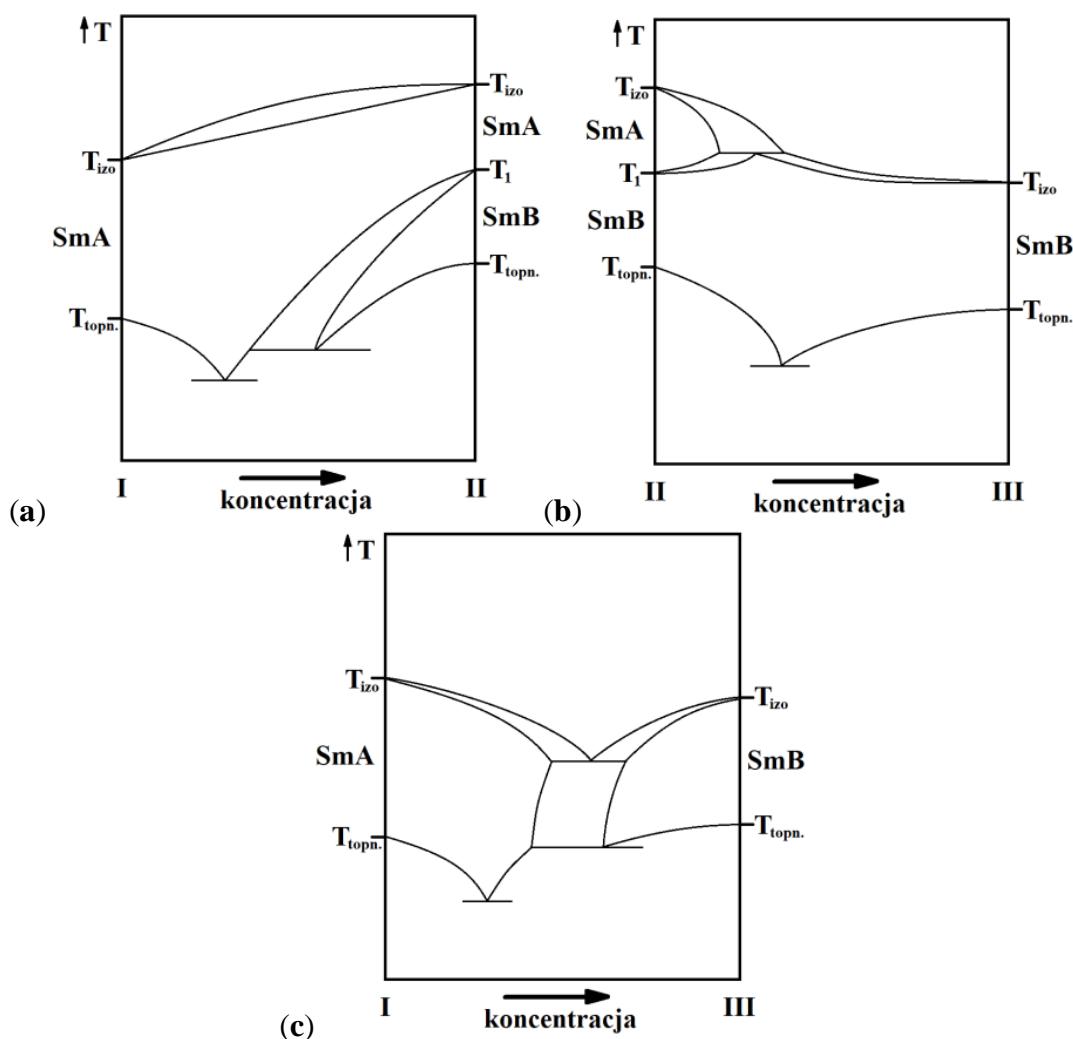 ↑T
T_izo
SmA
T_topn.
T_izo
SmA
T_1
SmB
T_topn.
I
II
koncentracja
(a)
↑T
T_izo
SmA
T_1
SmB
T_topn.
T_izo
SmB
T_topn.
II
III
koncentracja
(b)
↑T
T_izo
SmA
T_topn.
T_izo
SmB
T_topn.
I
III
koncentracja
(c)